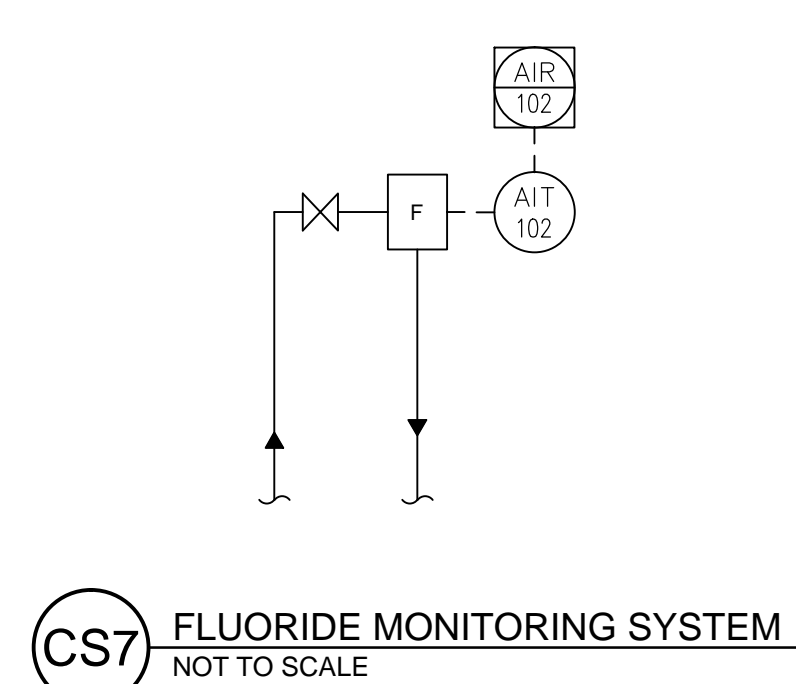 AIR
102
F
AIT
102
CS7
FLUORIDE MONITORING SYSTEM
NOT TO SCALE